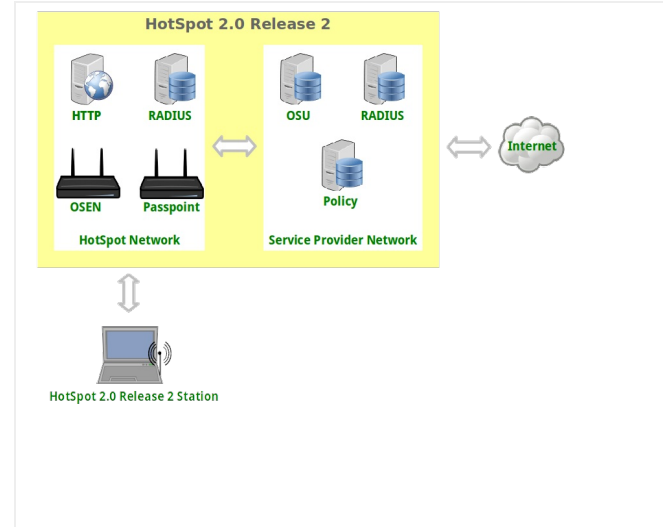 HotSpot 2.0 Release 2
HTTP
RADIUS
OSU
RADIUS
Internet
OSEN
Passpoint
Policy
HotSpot Network
Service Provider Network
HotSpot 2.0 Release 2 Station